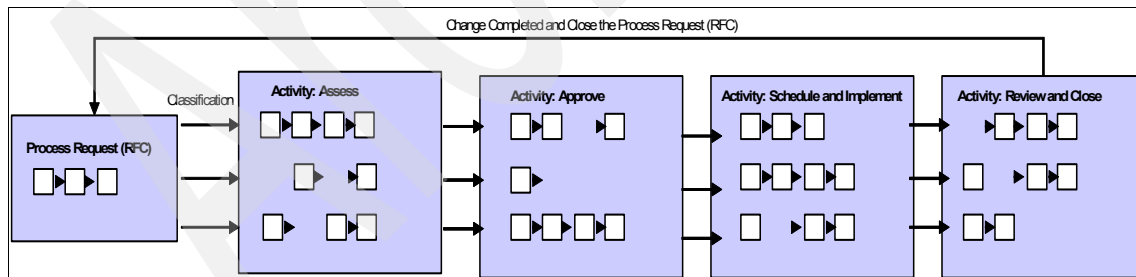 Change Completed and Close the Process Request (RFC)
Classification
Process Request (RFC)
Activity: Assess
Activity: Approve
Activity: Schedule and Implement
Activity: Review and Close